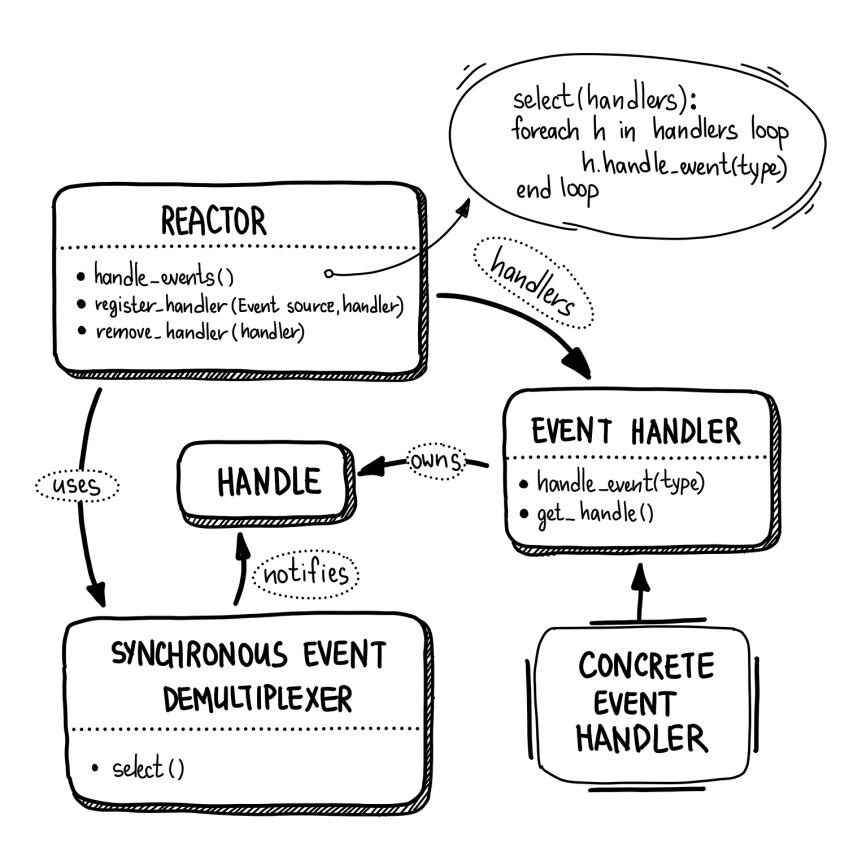 select(handlers):
foreach h in handlers loop
h.handle_event(type)
end loop
REACTOR
• handle_events()
• register_handler(Event source, handler)
• remove_handler(handler)
handlers
EVENT HANDLER
• handle_event(type)
• get_handle()
owns
HANDLE
uses
notifies
SYNCHRONOUS EVENT
DEMULTIPLEXER
• select()
CONCRETE
EVENT
HANDLER